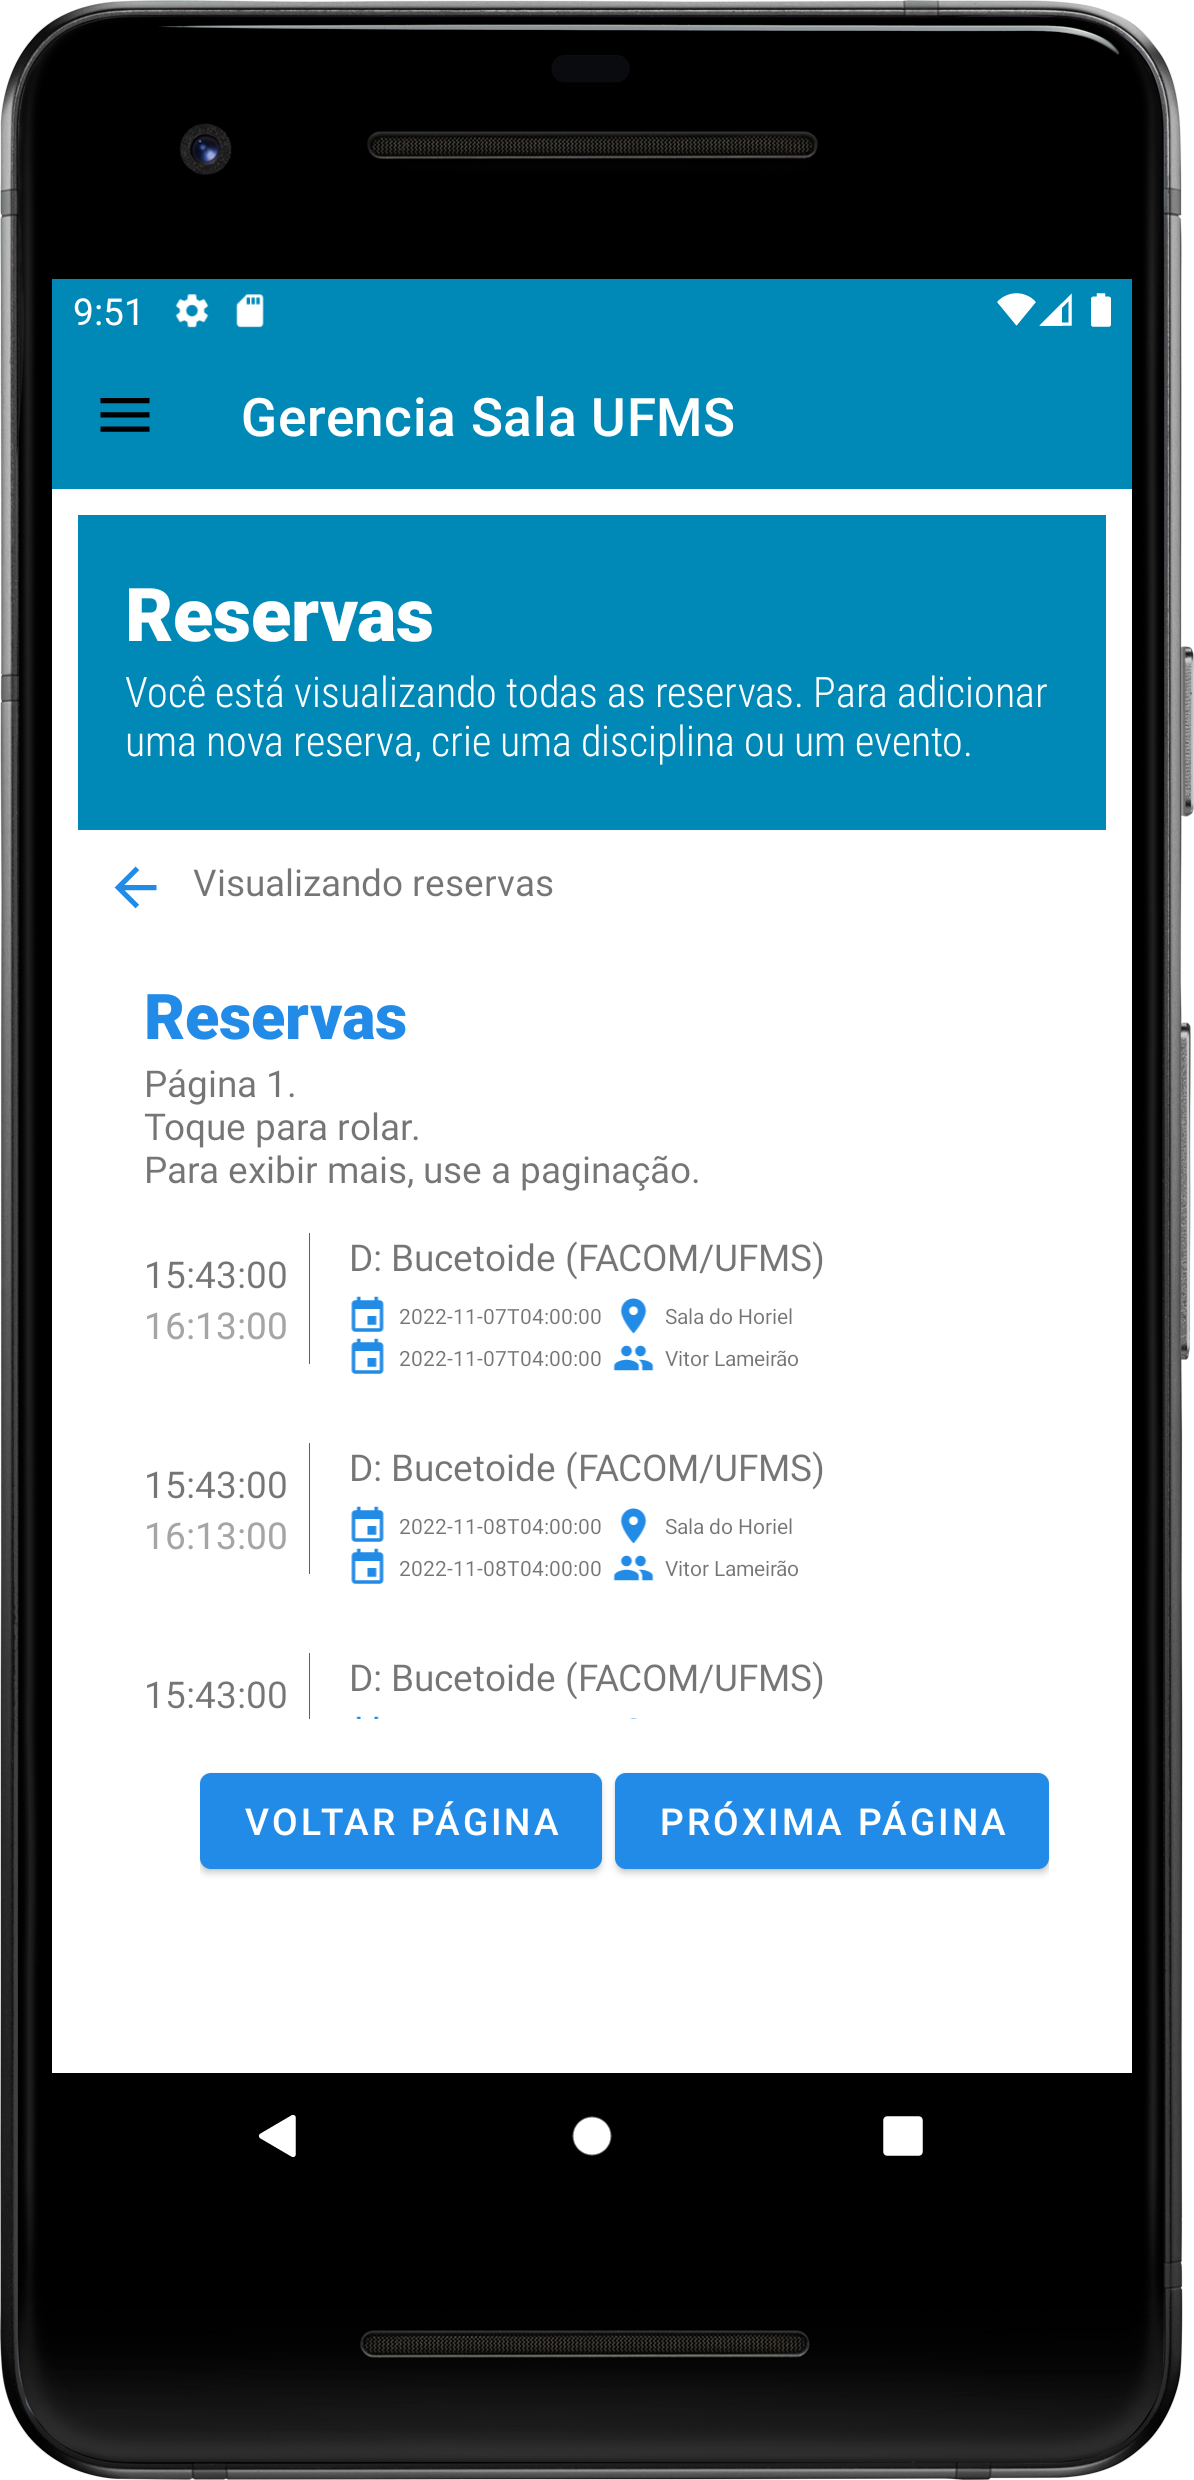 9:51
Gerencia Sala UFMS
Reservas
Você está visualizando todas as reservas. Para adicionar
uma nova reserva, crie uma disciplina ou um evento.
Visualizando reservas
Reservas
Página 1.
Toque para rolar.
Para exibir mais, use a paginação.
15:43:00
16:13:00
D: Bucetoide (FACOM/UFMS)
2022-11-07T04:00:00 Sala do Horiel
2022-11-07T04:00:00 Vitor Lameirão
15:43:00
16:13:00
D: Bucetoide (FACOM/UFMS)
2022-11-08T04:00:00 Sala do Horiel
2022-11-08T04:00:00 Vitor Lameirão
15:43:00
D: Bucetoide (FACOM/UFMS)
VOLTAR PÁGINA PRÓXIMA PÁGINA